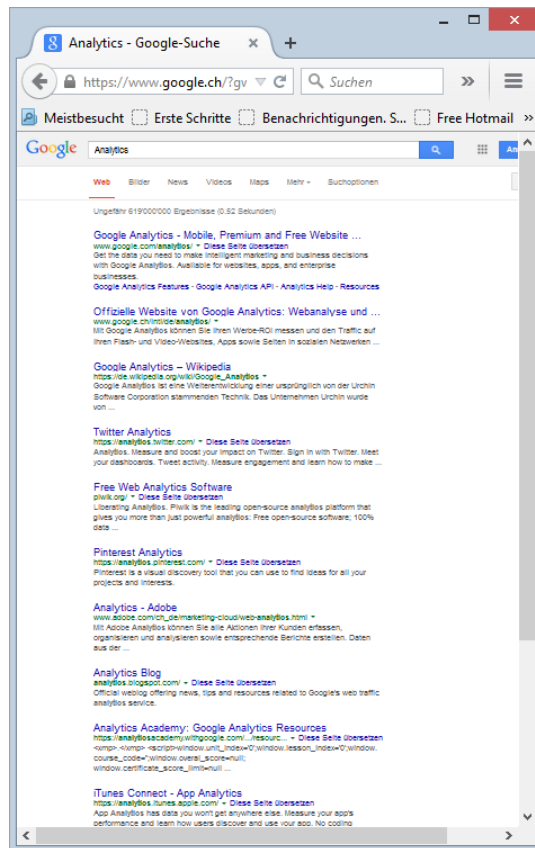 Analytics - Google-Suche
https://www.google.ch/?gv
Suchen
Meistbesucht Erste Schritte Benachrichtigungen. S... Free Hotmail
Google Analytics
Web Bilder News Videos Maps Mehr Suchoptionen
Ungefähr 619'000'000 Ergebnisse (0.52 Sekunden)
Google Analytics - Mobile, Premium and Free Website ...
www.google.com/analytics/ Diese Seite übersetzen
Get the data you need to make intelligent marketing and business decisions
with Google Analytics. Available for websites, apps, and enterprise
businesses.
Google Analytics Features - Google Analytics API - Analytics Help - Resources
Offizielle Website von Google Analytics: Webanalyse und ...
www.google.ch/intl/de/analytics/
Mit Google Analytics können Sie Ihren Werbe-ROI messen und den Traffic auf
Ihren Flash- und Video-Websites, Apps sowie Seiten in sozialen Netzwerken ...
Google Analytics – Wikipedia
https://de.wikipedia.org/wiki/Google_Analytics
Google Analytics ist eine Weiterentwicklung einer ursprünglich von der Urchin
Software Corporation stammenden Technik. Das Unternehmen Urchin wurde
von ...
Twitter Analytics
https://analytics.twitter.com/ Diese Seite übersetzen
Analytics. Measure and boost your impact on Twitter. Sign in with Twitter. Meet
your dashboards. Tweet activity. Measure engagement and learn how to make ...
Free Web Analytics Software
piwik.org/ Diese Seite übersetzen
Liberating Analytics. Piwik is the leading open-source analytics platform that
gives you more than just powerful analytics: Free open-source software; 100%
data ...
Pinterest Analytics
https://analytics.pinterest.com/ Diese Seite übersetzen
Pinterest is a visual discovery tool that you can use to find ideas for all your
projects and interests.
Analytics - Adobe
www.adobe.com/ch_de/marketing-cloud/web-analytics.html
Mit Adobe Analytics können Sie alle Aktionen Ihrer Kunden erfassen,
organisieren und analysieren sowie entsprechende Berichte erstellen. Daten
aus der ...
Analytics Blog
analytics.blogspot.com/ Diese Seite übersetzen
Official weblog offering news, tips and resources related to Google's web traffic
analytics service.
Analytics Academy: Google Analytics Resources
https://analyticsacademy.withgoogle.com/.../resourc... Diese Seite übersetzen
<xmp>.</xmp> <script>window.unit_index='0';window.lesson_index='0';window.
course_code='';window.overal_score=null;
window.certificate_score_limit=null ...
iTunes Connect - App Analytics
https://analytics.itunes.apple.com/ Diese Seite übersetzen
App Analytics has data you won't get anywhere else. Measure your app's
performance and learn how users discover and use your app. No coding